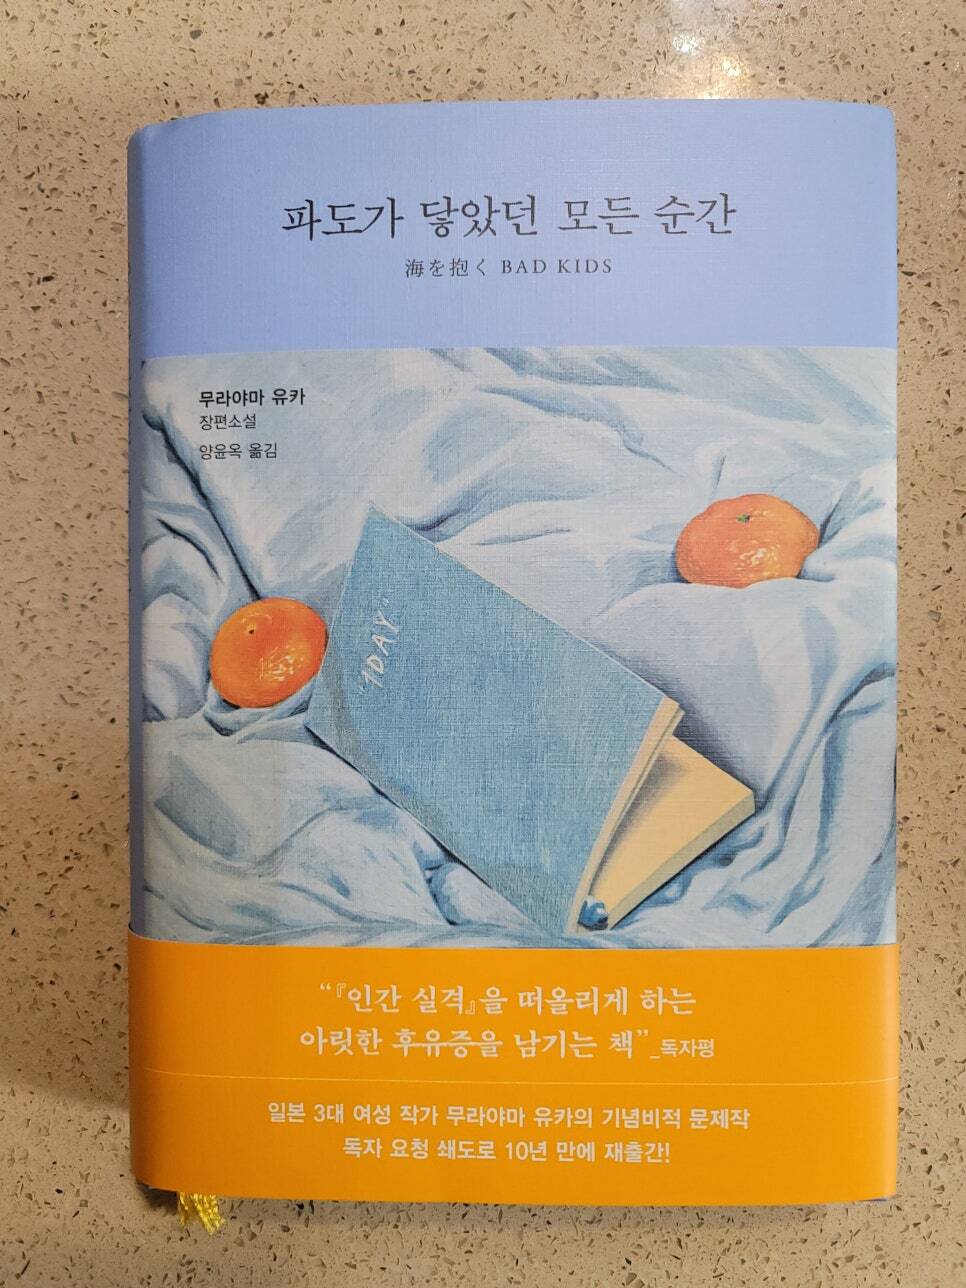 파도가 닿았던 모든 순간
海を抱く BAD KIDS
무라야마 유카
장편소설
양윤옥 옮김
"1DAY"
“『인간 실격』을 떠올리게 하는
아릿한 후유증을 남기는 책”_독자평
일본 3대 여성 작가 무라야마 유카의 기념비적 문제작
독자 요청 쇄도로 10년 만에 재출간!